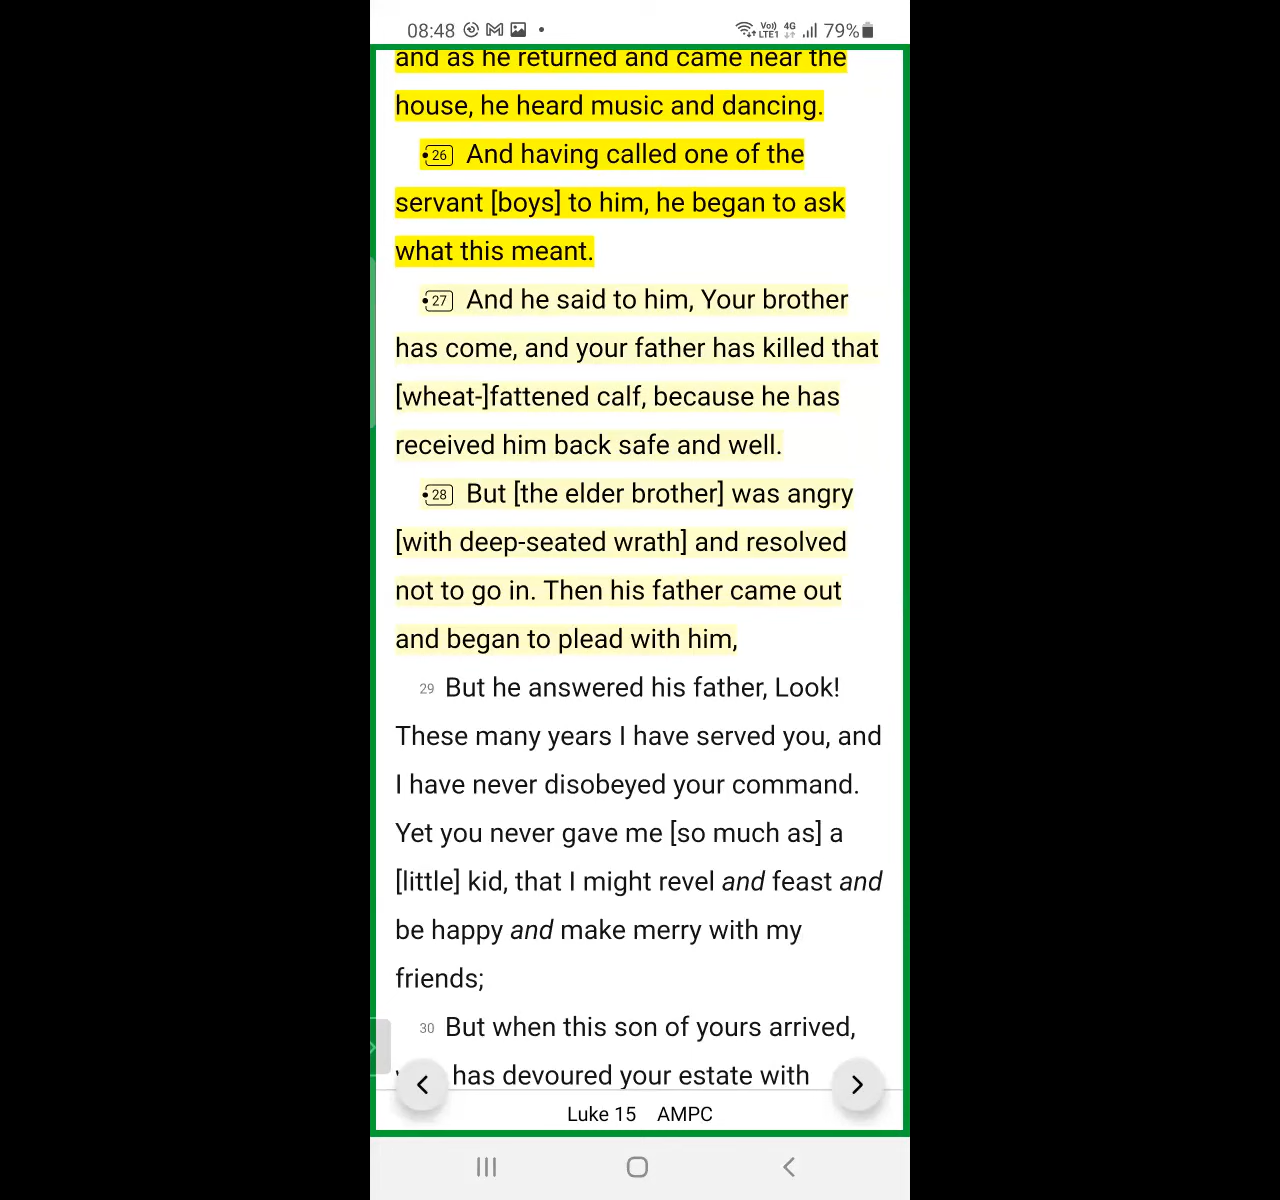 08:48 Vo)) LTE1 4G 79%
and as he returned and came near the
house, he heard music and dancing.
26 And having called one of the
servant [boys] to him, he began to ask
what this meant.
27 And he said to him, Your brother
has come, and your father has killed that
[wheat-]fattened calf, because he has
received him back safe and well.
28 But [the elder brother] was angry
[with deep-seated wrath] and resolved
not to go in. Then his father came out
and began to plead with him,
29 But he answered his father, Look!
These many years I have served you, and
I have never disobeyed your command.
Yet you never gave me [so much as] a
[little] kid, that I might revel and feast and
be happy and make merry with my
friends;
30 But when this son of yours arrived,
has devoured your estate with
Luke 15 AMPC